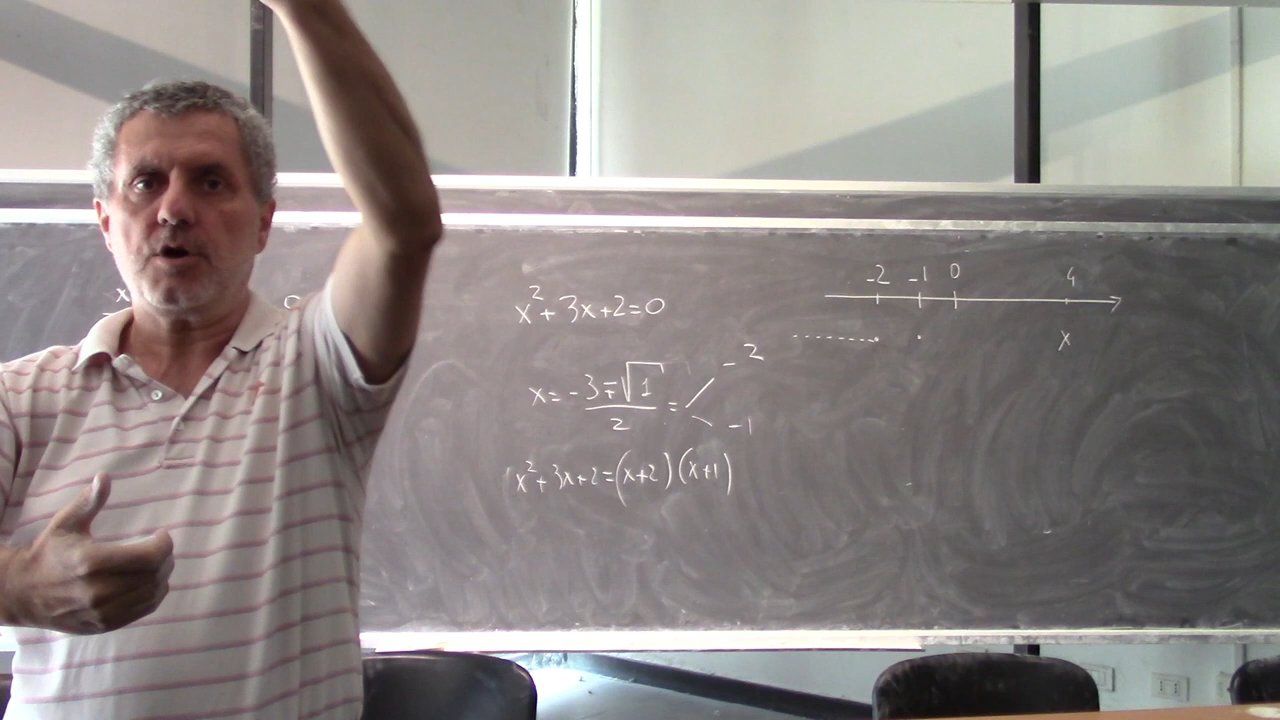 x² + 3x + 2 = 0
x = (-3 ∓ √1) / 2 = -2
-1
x² + 3x + 2 = (x+2)(x+1)
-2 -1 0 4
x